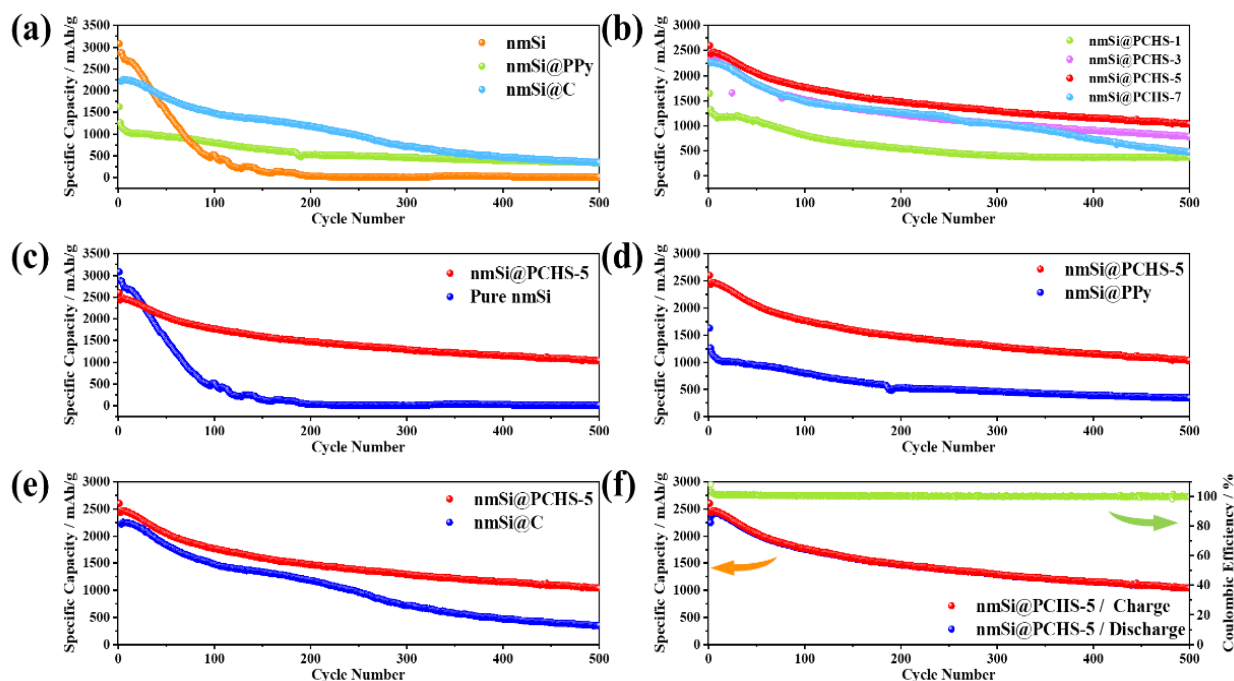 (a)
Specific Capacity / mAh/g
3500
3000
2500
2000
1500
1000
500
0
nmSi
nmSi@PPy
nmSi@C
0
100
200
300
400
500
Cycle Number
(b)
Specific Capacity / mAh/g
3000
2500
2000
1500
1000
500
0
nmSi@PCHS-1
nmSi@PCHS-3
nmSi@PCHS-5
nmSi@PCHS-7
0
100
200
300
400
500
Cycle Number
(c)
Specific Capacity / mAh/g
3500
3000
2500
2000
1500
1000
500
0
nmSi@PCHS-5
Pure nmSi
0
100
200
300
400
500
Cycle Number
(d)
Specific Capacity / mAh/g
3000
2500
2000
1500
1000
500
0
nmSi@PCHS-5
nmSi@PPy
0
100
200
300
400
500
Cycle Number
(e)
Specific Capacity / mAh/g
3000
2500
2000
1500
1000
500
0
nmSi@PCHS-5
nmSi@C
0
100
200
300
400
500
Cycle Number
(f)
Specific Capacity / mAh/g
3000
2500
2000
1500
1000
500
0
nmSi@PCHS-5 / Charge
nmSi@PCHS-5 / Discharge
100
80
60
40
20
0
Coulombic Efficiency / %
0
100
200
300
400
500
Cycle Number